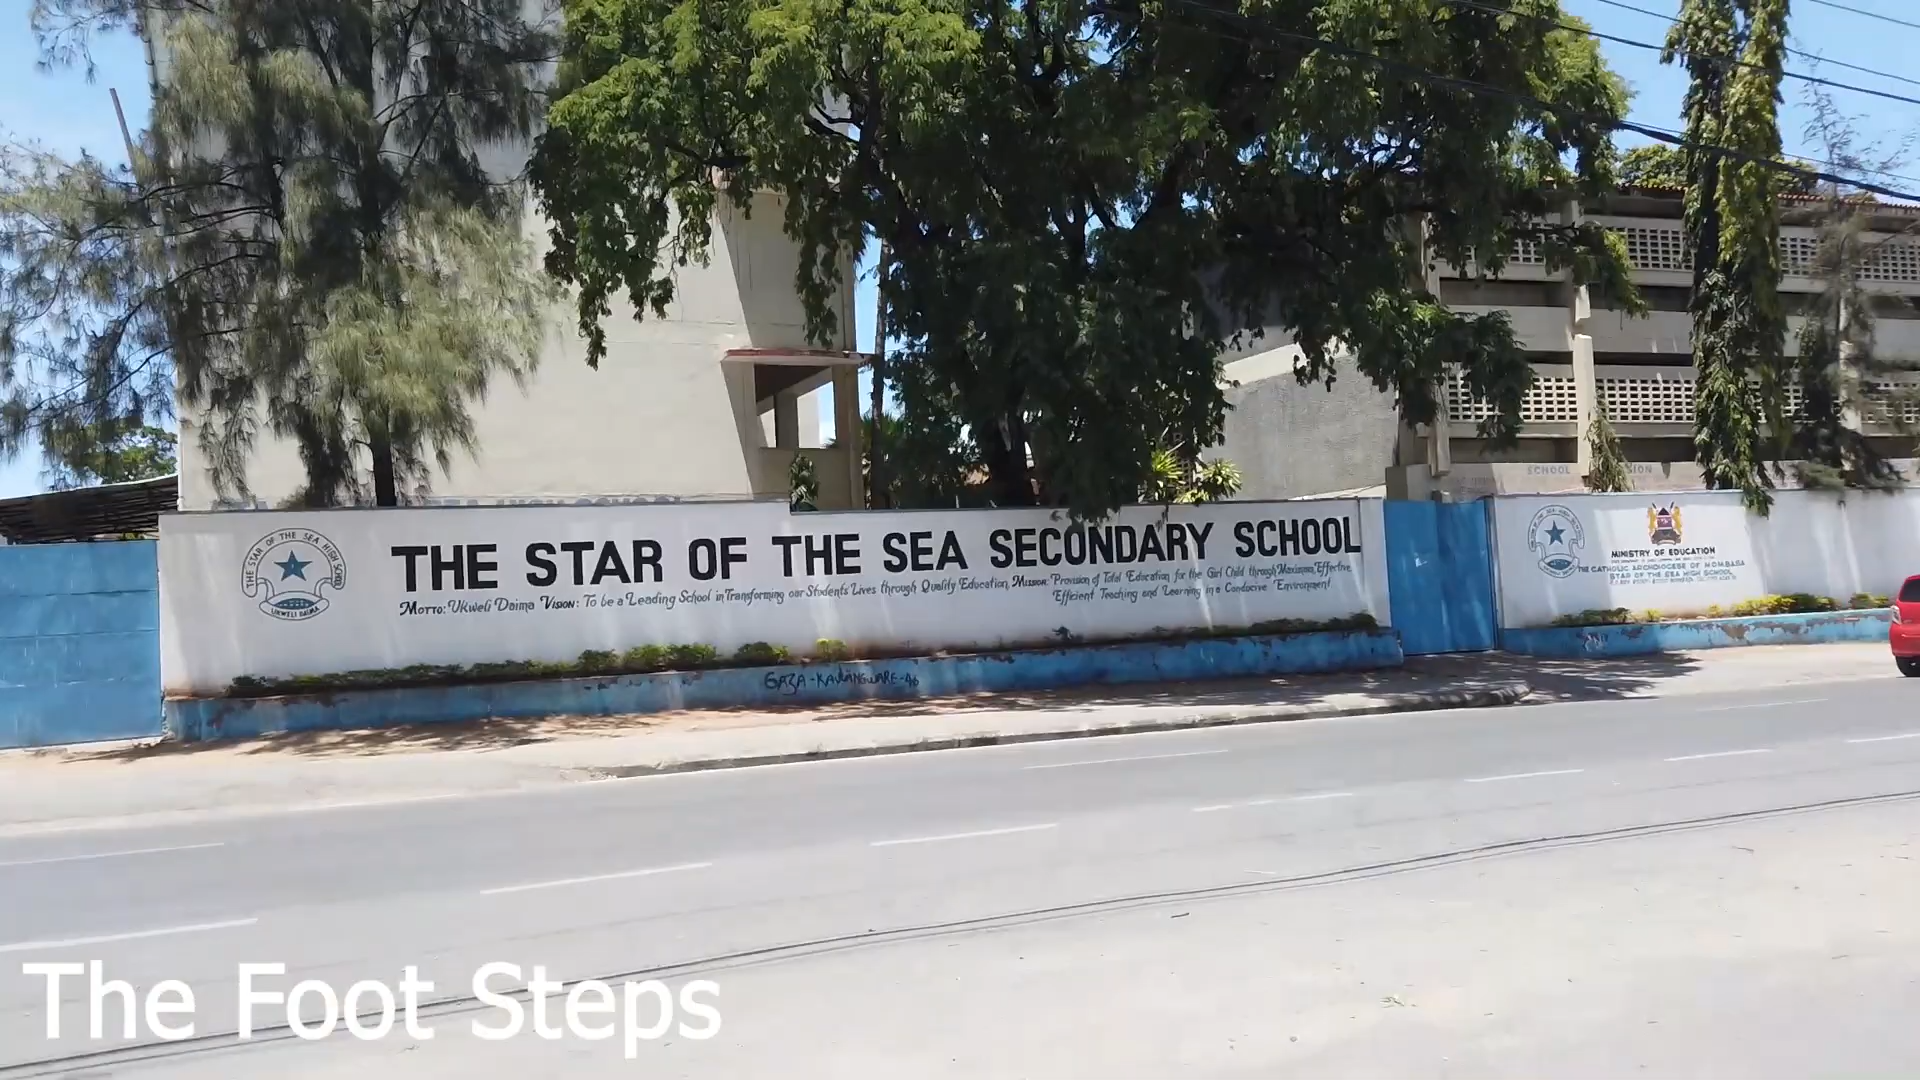 THE STAR OF THE SEA HIGH SCHOOL
UKWELI DAIMA
THE STAR OF THE SEA SECONDARY SCHOOL
MOTTO: Ukweli Daima VISION: To be a Leading School in Transforming our Students' Lives through Quality Education, MISSION: Provision of Total Education for the Girl Child through Maximum, Effective,
Efficient Teaching and Learning in a Conducive Environment
GAZA-KAWANGWARE-46
HIGH SCHOOL
SCHOOL
MINISTRY OF EDUCATION
THE CATHOLIC ARCHDIOCESE OF MOMBASA
STAR OF THE SEA HIGH SCHOOL
The Foot Steps